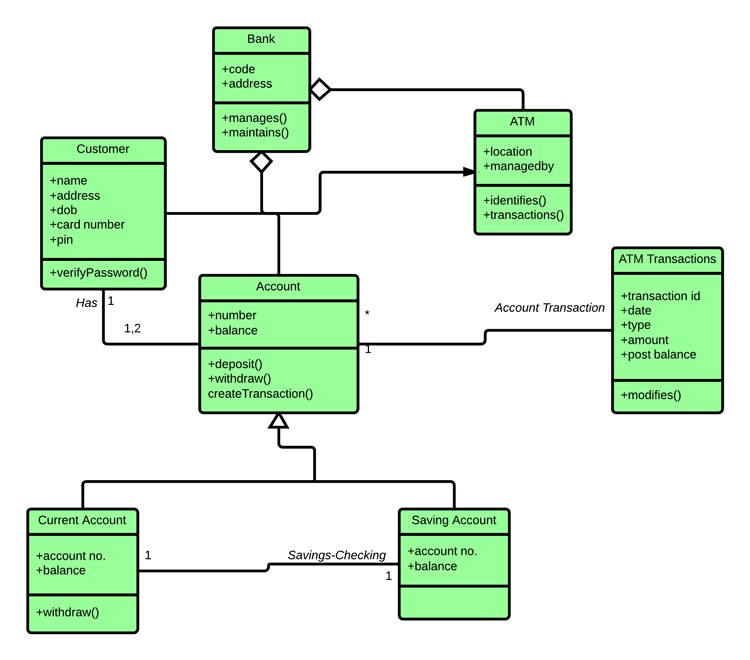 Bank
+code
+address
+manages()
+maintains()
ATM
+location
+managedby
+identifies()
+transactions()
Customer
+name
+address
+dob
+card number
+pin
+verifyPassword()
Has
1
1,2
Account
+number
+balance
+deposit()
+withdraw()
createTransaction()
*
1
Account Transaction
ATM Transactions
+transaction id
+date
+type
+amount
+post balance
+modifies()
Current Account
+account no.
+balance
+withdraw()
1
Savings-Checking
1
Saving Account
+account no.
+balance